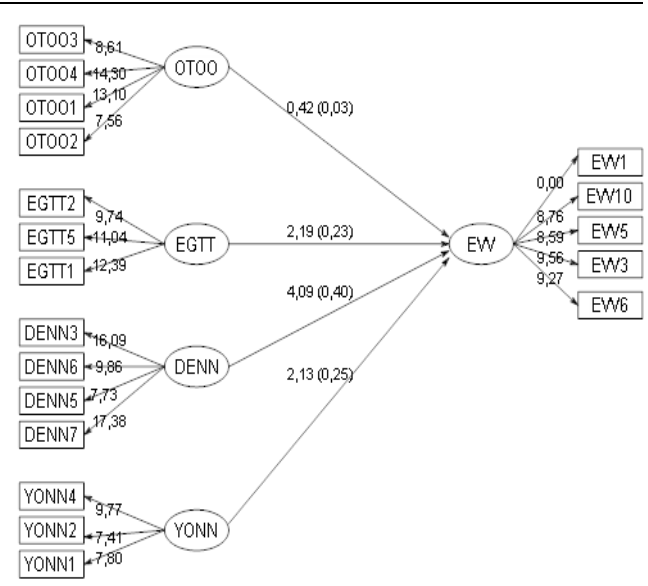 OTOO3
8,61
OTOO4
14,30
OTOO1
13,10
OTOO2
7,56
OTOO
0,42 (0,03)
EGTT2
9,74
EGTT5
11,04
EGTT1
12,39
EGTT
2,19 (0,23)
DENN3
16,09
DENN6
9,86
DENN5
7,73
DENN7
17,38
DENN
4,09 (0,40)
YONN4
9,77
YONN2
7,41
YONN1
7,80
YONN
2,13 (0,25)
EW
EW1
0,00
EW10
8,76
EW5
8,59
EW3
9,56
EW6
9,27